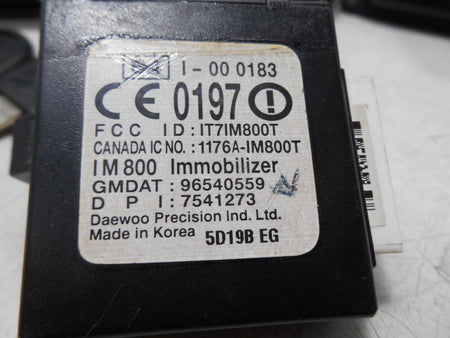 I - 00 0183
CE 0197 !
FCC ID : IT7IM800T
CANADA IC NO. : 1176A-IM800T
IM 800 Immobilizer
GMDAT : 96540559
D P I : 7541273
Daewoo Precision Ind. Ltd.
Made in Korea 5D19B EG